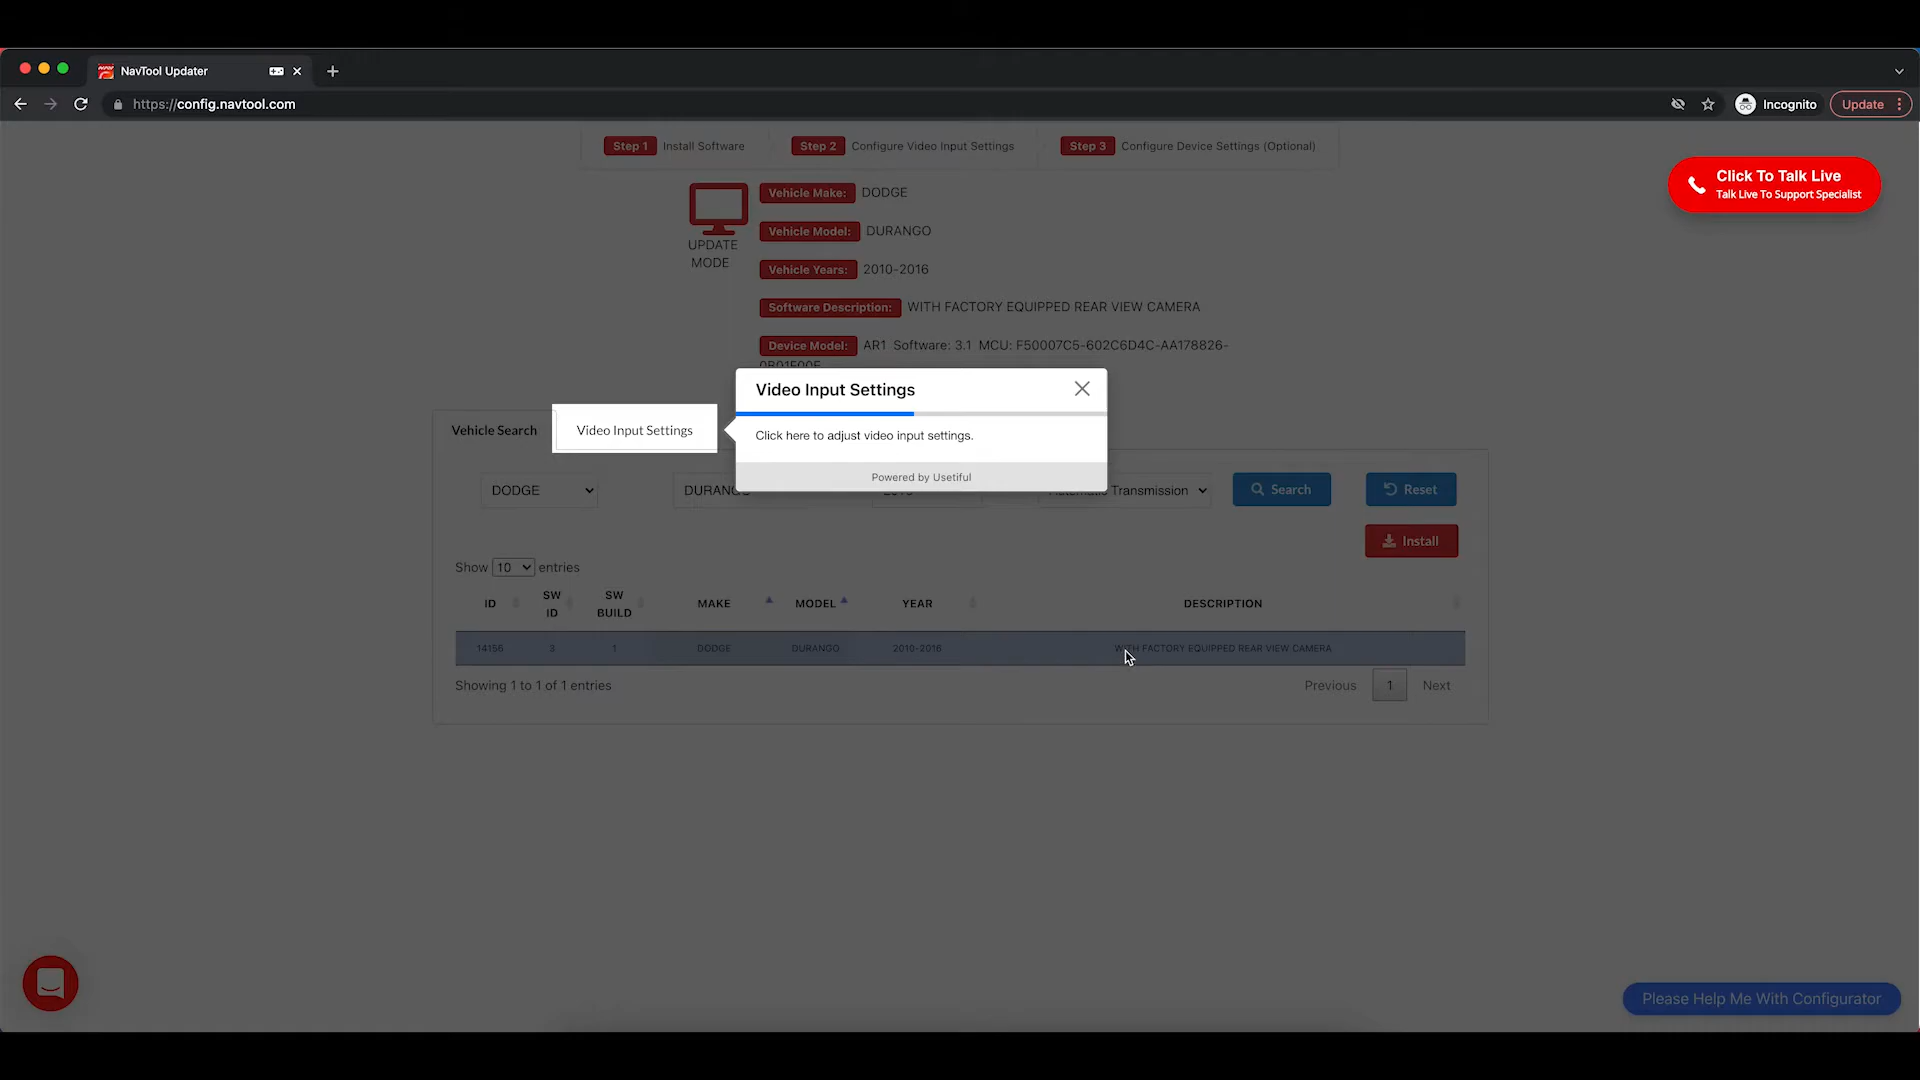 NavTool Updater
https://config.navtool.com
Incognito
Update
Step 1 Install Software
Step 2 Configure Video Input Settings
Step 3 Configure Device Settings (Optional)
Click To Talk Live
Talk Live To Support Specialist
UPDATE
MODE
Vehicle Make: DODGE
Vehicle Model: DURANGO
Vehicle Years: 2010-2016
Software Description: WITH FACTORY EQUIPPED REAR VIEW CAMERA
Device Model: AR1 Software: 3.1 MCU: F50007C5-602C6D4C-AA178826-
Video Input Settings
Click here to adjust video input settings.
Powered by Usetiful
Vehicle Search
Video Input Settings
DODGE
DURANGO
Transmission
Search
Reset
Install
Show 10 entries
ID
SW
ID
SW
BUILD
MAKE
MODEL
YEAR
DESCRIPTION
14156 3 1 DODGE DURANGO 2010-2016 WITH FACTORY EQUIPPED REAR VIEW CAMERA
Showing 1 to 1 of 1 entries
Previous 1 Next
Please Help Me With Configurator